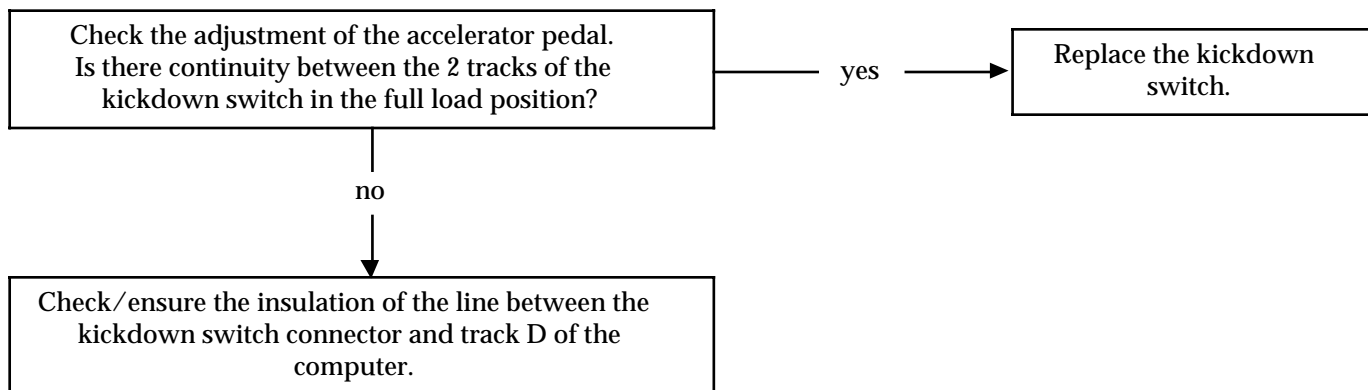 Check the adjustment of the accelerator pedal.
Is there continuity between the 2 tracks of the
kickdown switch in the full load position?
yes
Replace the kickdown
switch.
no
Check/ensure the insulation of the line between the
kickdown switch connector and track D of the
computer.